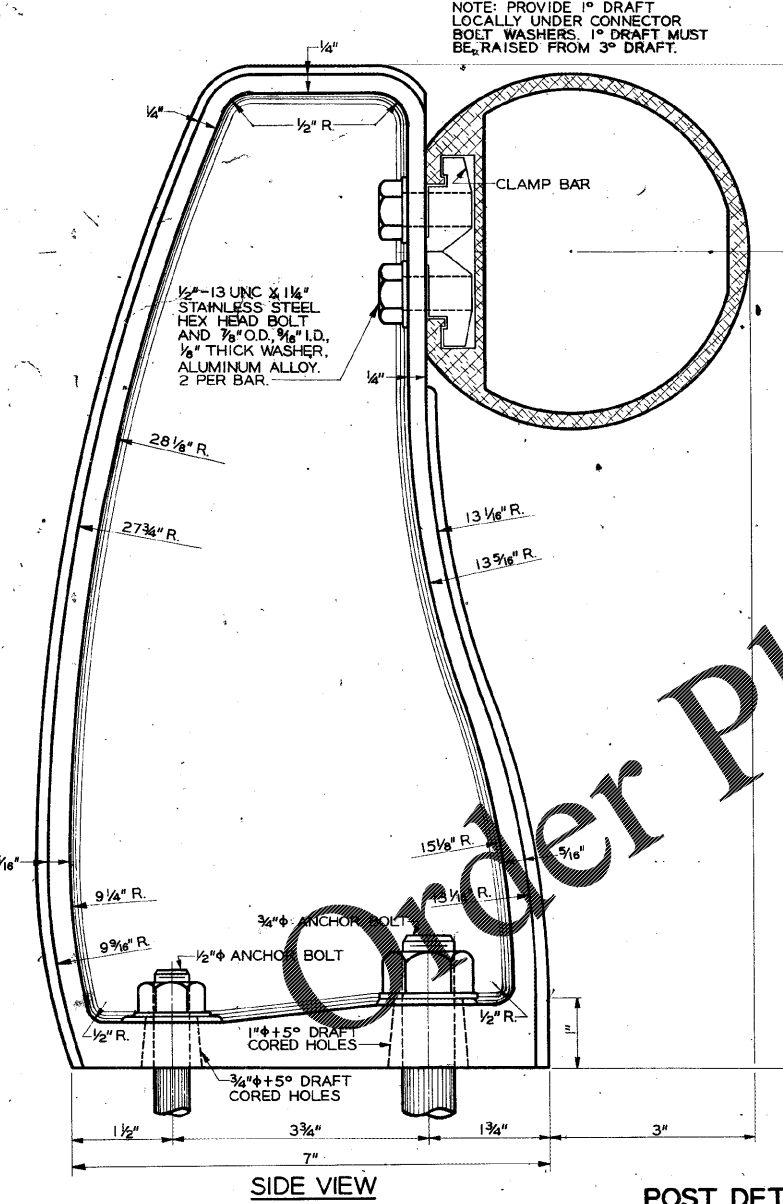 NOTE: PROVIDE 1° DRAFT
LOCALLY UNDER CONNECTOR
BOLT WASHERS. 1° DRAFT MUST
BE RAISED FROM 3° DRAFT.
1/4"
1/4"
1/2" R.
CLAMP BAR
1/2"-13 UNC X 1 1/4"
STAINLESS STEEL
HEX HEAD BOLT
AND 7/8" O.D., 9/16" I.D.,
1/8" THICK WASHER,
ALUMINUM ALLOY.
2 PER BAR.
1/4"
28 1/8" R.
27 3/4" R.
13 1/16" R.
13 5/16" R.
15 1/8" R.
5/16"
/16"
9 1/4" R.
13 1/16" R.
3/4"φ ANCHOR BOLT
9 9/16" R.
1/2"φ ANCHOR BOLT
1/2" R.
1"φ+5° DRAFT
CORED HOLES
1/2" R.
1"
3/4"φ+5° DRAFT
CORED HOLES
1 1/2"
3 3/4"
1 3/4"
3"
7"
SIDE VIEW
POST DET
Order Pl